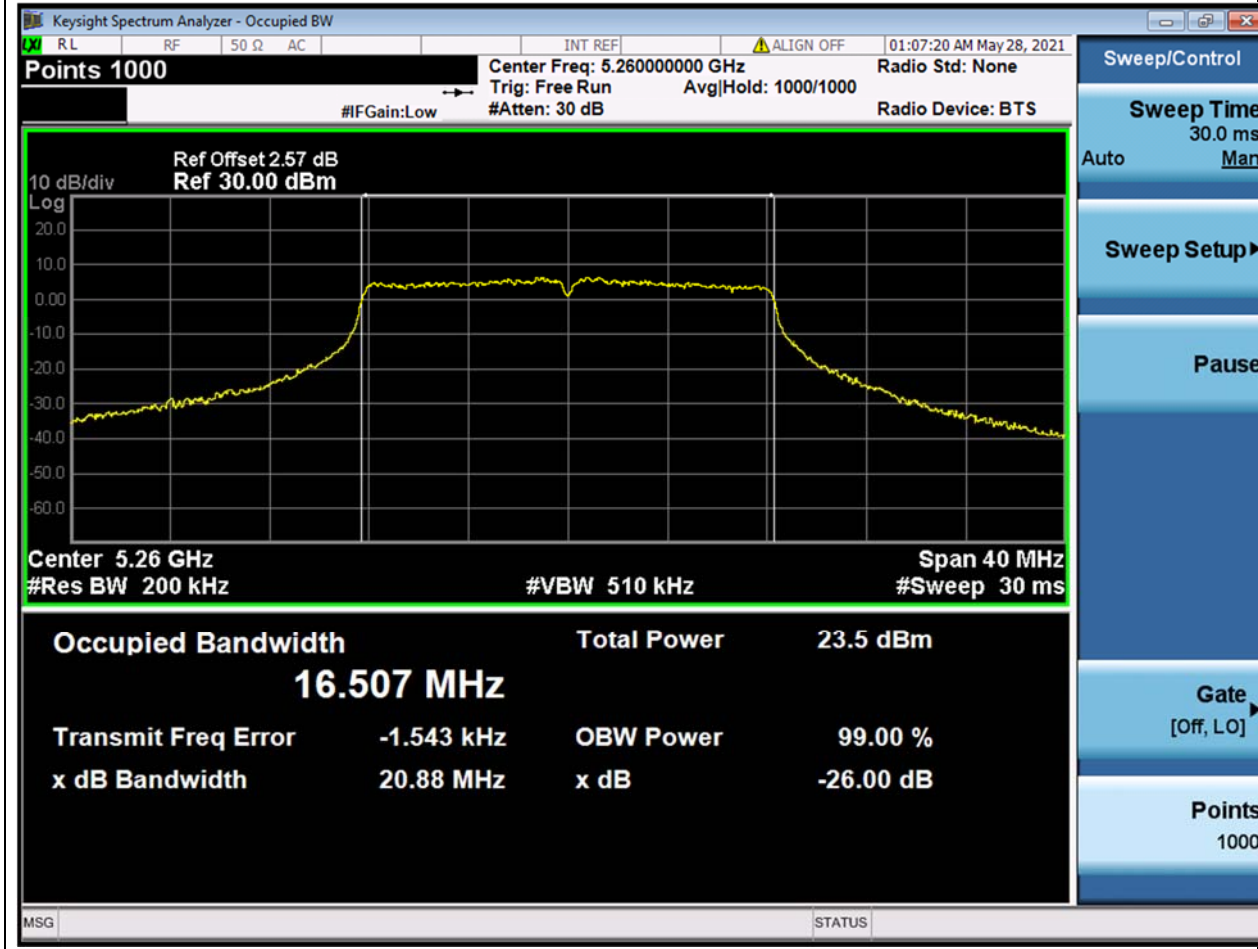 Keysight Spectrum Analyzer - Occupied BW
LXI RL RF 50 Ω AC INT REF ALIGN OFF 01:07:20 AM May 28, 2021
Points 1000
Center Freq: 5.260000000 GHz Radio Std: None
Trig: Free Run Avg|Hold: 1000/1000
#IFGain:Low #Atten: 30 dB Radio Device: BTS
Ref Offset 2.57 dB
10 dB/div Ref 30.00 dBm
Log
20.0
10.0
0.00
-10.0
-20.0
-30.0
-40.0
-50.0
-60.0
Center 5.26 GHz Span 40 MHz
#Res BW 200 kHz #VBW 510 kHz #Sweep 30 ms
Occupied Bandwidth Total Power 23.5 dBm
16.507 MHz
Transmit Freq Error -1.543 kHz OBW Power 99.00 %
x dB Bandwidth 20.88 MHz x dB -26.00 dB
MSG STATUS
Sweep/Control
Sweep Time
30.0 ms
Auto Man
Sweep Setup
Pause
Gate
[Off, LO]
Points
1000